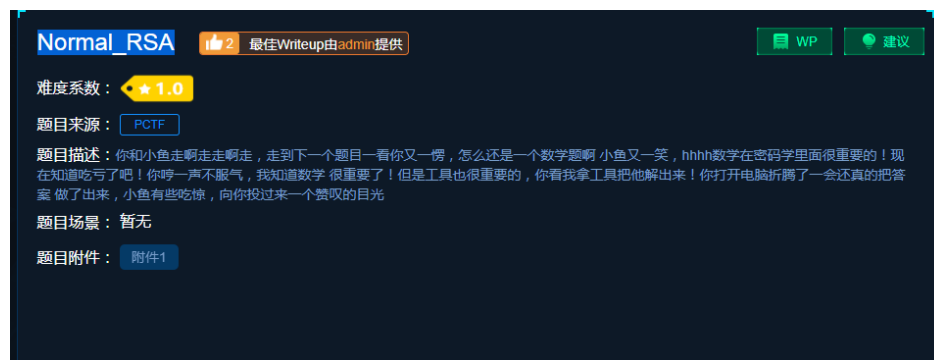 Normal_RSA 2 最佳Writeup由admin提供 WP 建议
难度系数： 1.0
题目来源： PCTF
题目描述：你和小鱼走啊走走啊走，走到下一个题目一看你又一愣，怎么还是一个数学题啊 小鱼又一笑，hhhh数学在密码学里面很重要的！现
在知道吃亏了吧！你哼一声不服气，我知道数学 很重要了！但是工具也很重要的，你看我拿工具把他解出来！你打开电脑折腾了一会还真的把答
案 做了出来，小鱼有些吃惊，向你投过来一个赞叹的目光
题目场景： 暂无
题目附件： 附件1